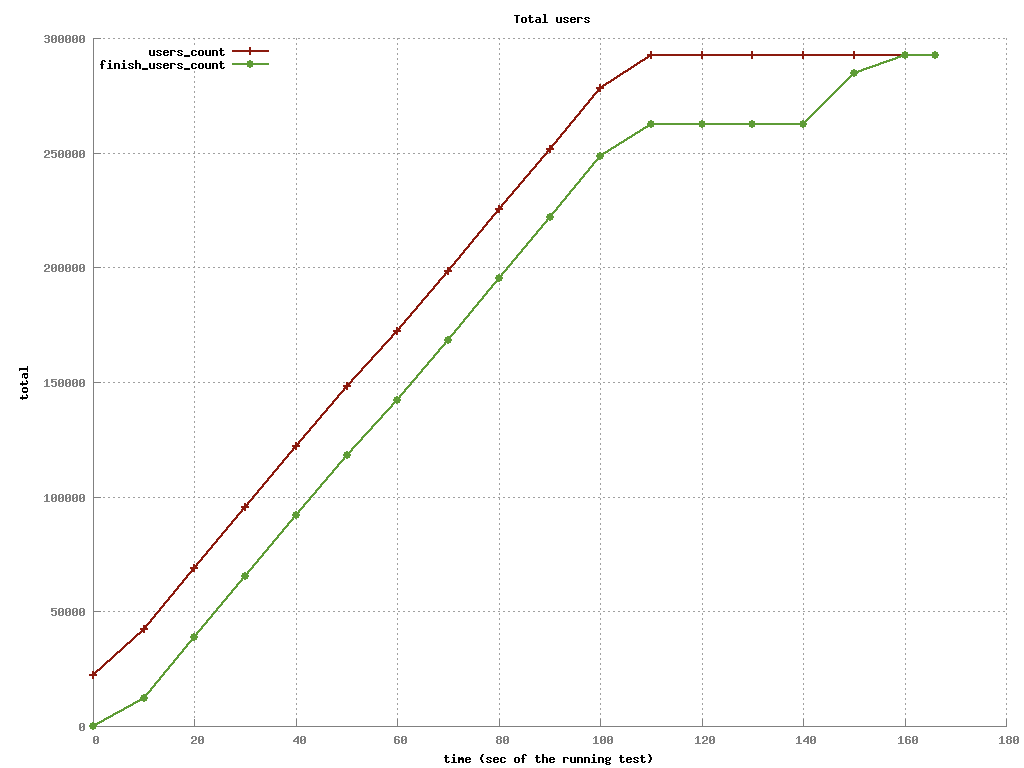 Total users
300000
users_count
finish_users_count
250000
200000
150000
total
100000
50000
0
0 20 40 60 80 100 120 140 160 180
time (sec of the running test)